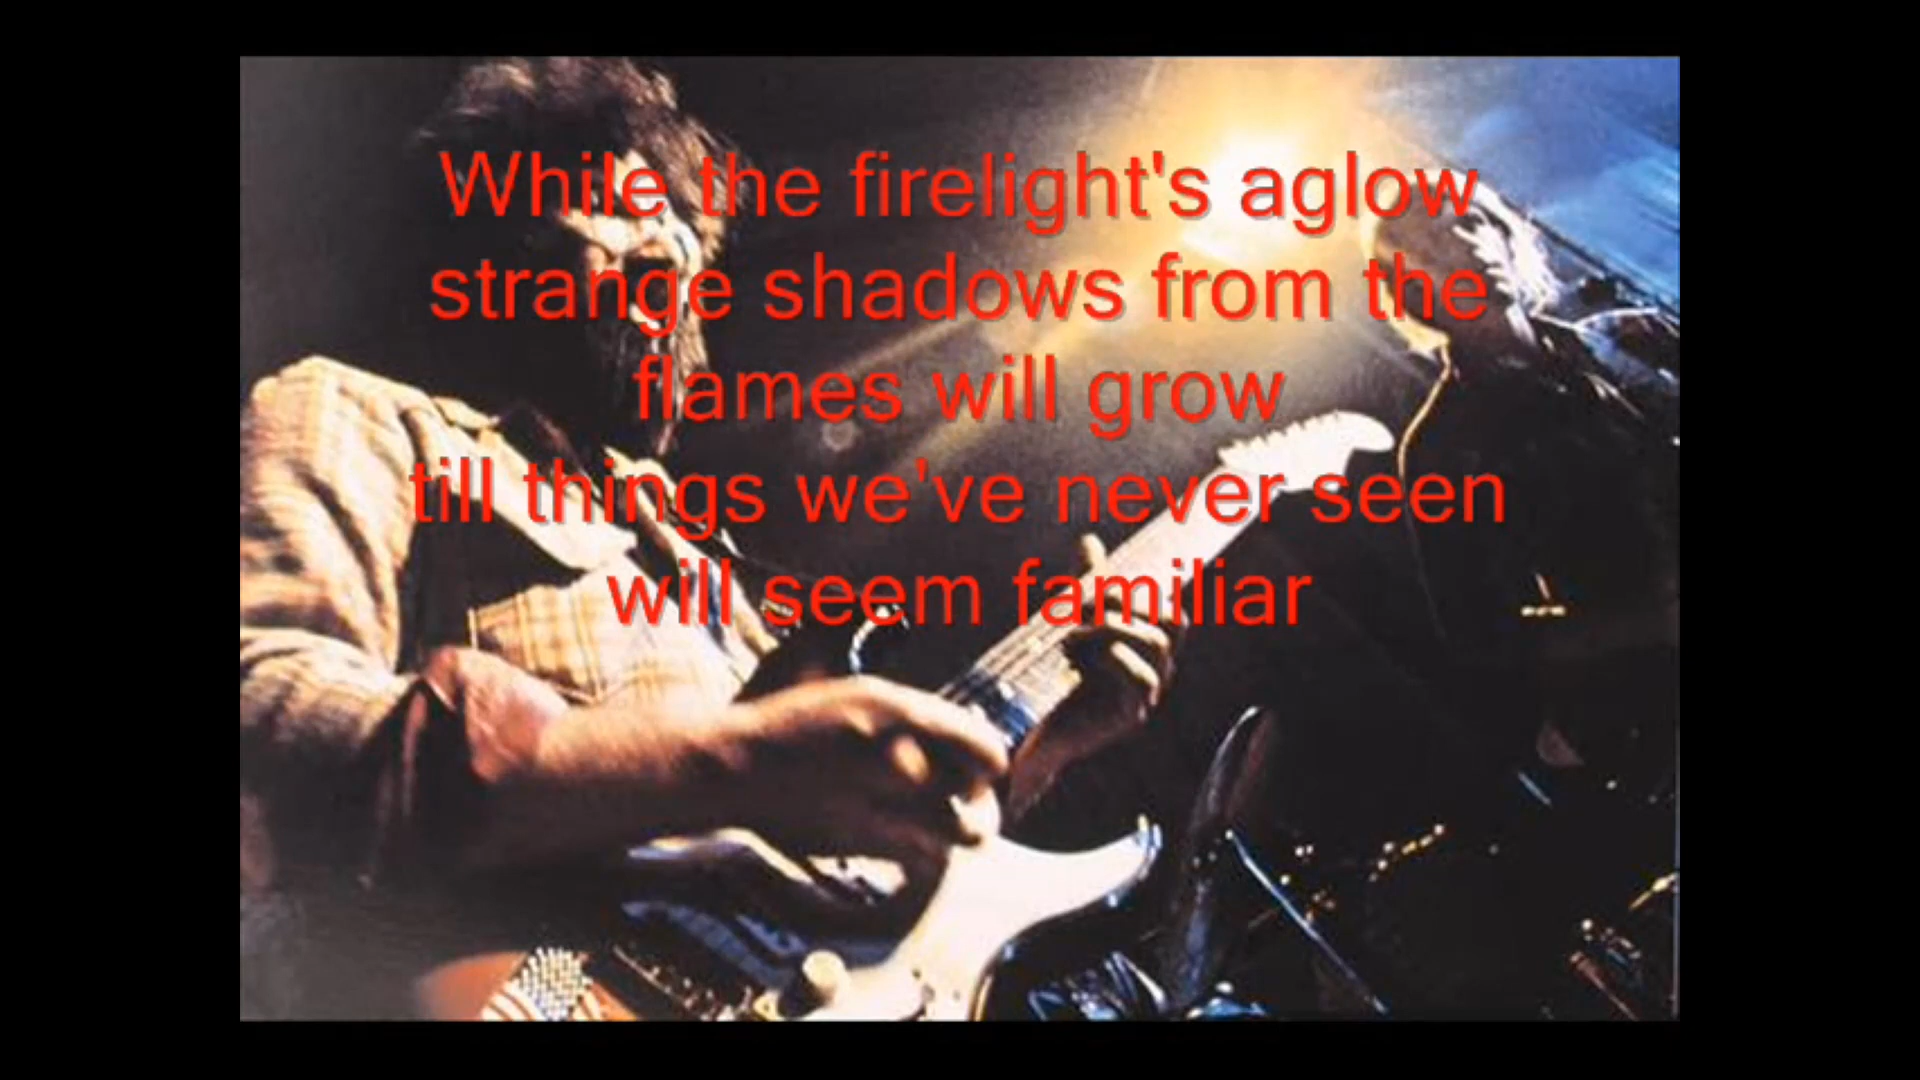 While the firelight's aglow
strange shadows from the
flames will grow
till things we've never seen
will seem familiar